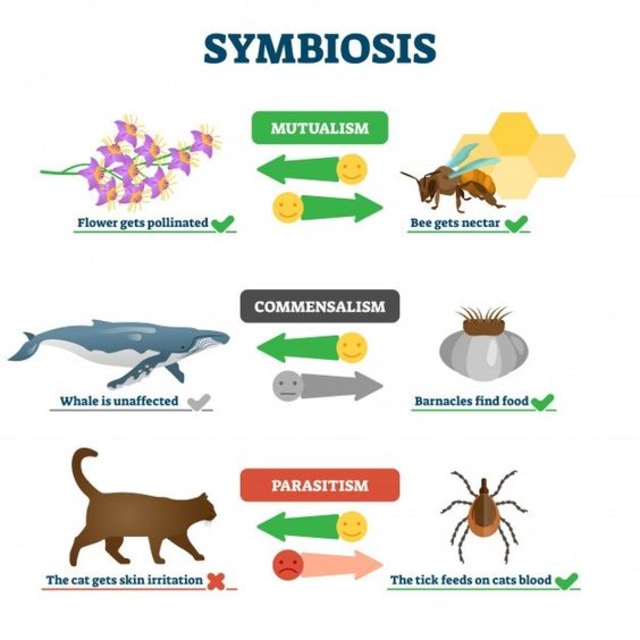 SYMBIOSIS
MUTUALISM
Flower gets pollinated
Bee gets nectar
COMMENSALISM
Whale is unaffected
Barnacles find food
PARASITISM
The cat gets skin irritation
The tick feeds on cats blood